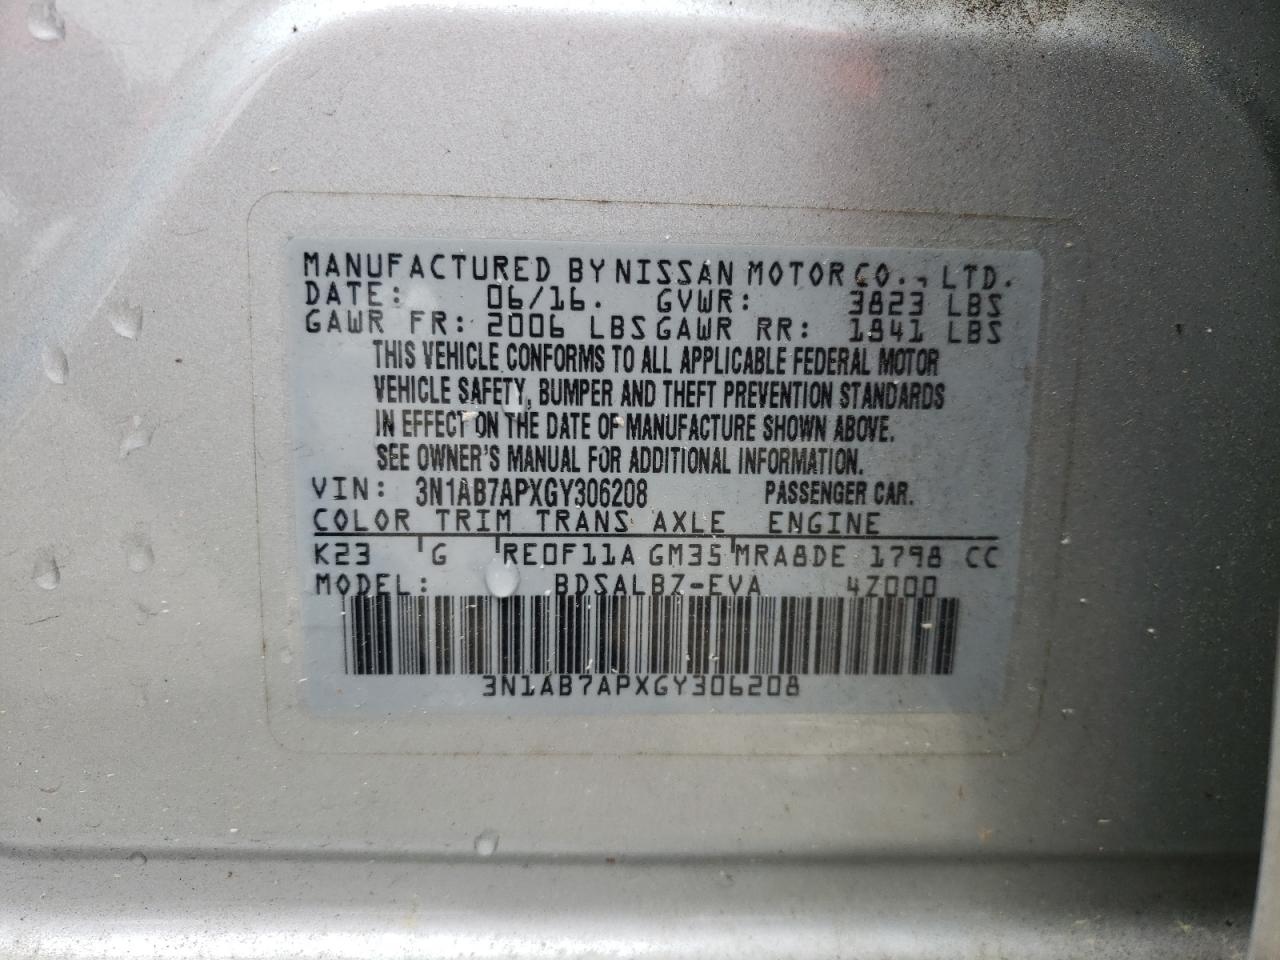 MANUFACTURED BY NISSAN MOTOR CO., LTD.
DATE: 06/16. GVWR: 3823 LBS
GAWR FR: 2006 LBS GAWR RR: 1841 LBS
THIS VEHICLE CONFORMS TO ALL APPLICABLE FEDERAL MOTOR
VEHICLE SAFETY, BUMPER AND THEFT PREVENTION STANDARDS
IN EFFECT ON THE DATE OF MANUFACTURE SHOWN ABOVE.
SEE OWNER'S MANUAL FOR ADDITIONAL INFORMATION.
VIN: 3N1AB7APXGY306208 PASSENGER CAR.
COLOR TRIM TRANS AXLE ENGINE
K23 G RE0F11A GM35 MRA8DE 1798 CC
MODEL: BDSALBZ-EVA 4Z000
3N1AB7APXGY306208